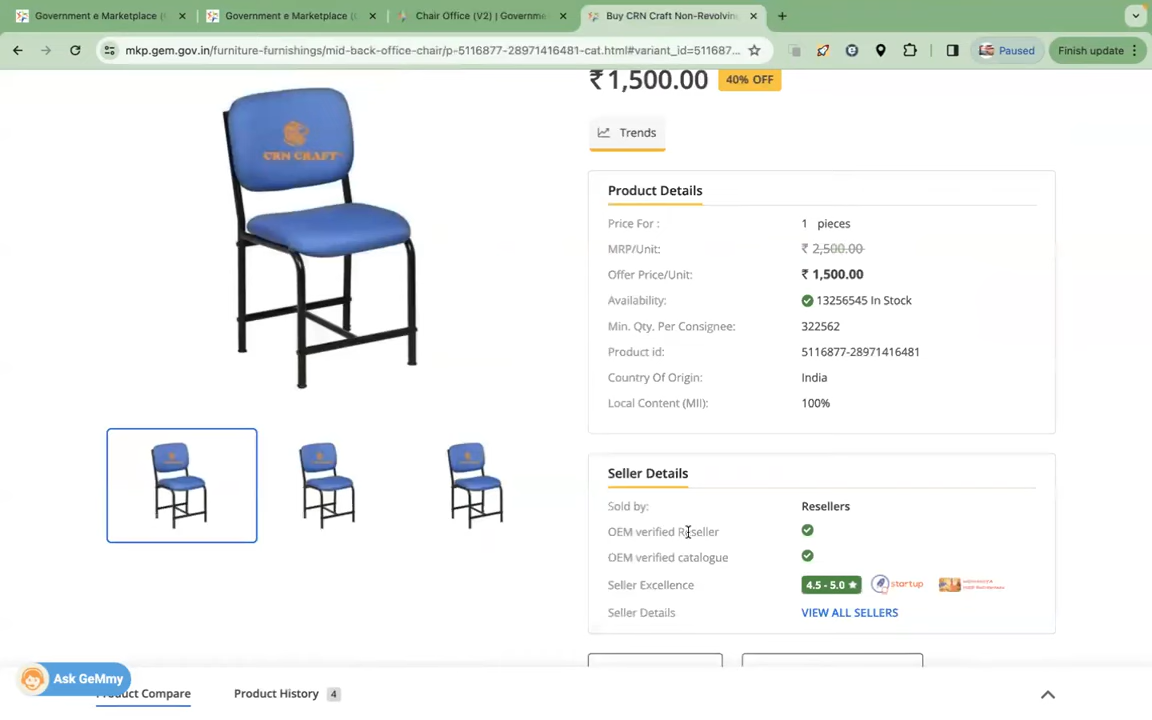 Government e Marketplace (
Government e Marketplace (
Chair Office (V2) | Governme
Buy CRN Craft Non-Revolvin
mkp.gem.gov.in/furniture-furnishings/mid-back-office-chair/p-5116877-28971416481-cat.html#variant_id=511687...
Paused
Finish update
₹1,500.00
40% OFF
Trends
CRN CRAFT
Product Details
Price For : 1 pieces
MRP/Unit: ₹ 2,500.00
Offer Price/Unit: ₹ 1,500.00
Availability: 13256545 In Stock
Min. Qty. Per Consignee: 322562
Product id: 5116877-28971416481
Country Of Origin: India
Local Content (MII): 100%
Seller Details
Sold by: Resellers
OEM verified Reseller
OEM verified catalogue
Seller Excellence 4.5 - 5.0 startup
Seller Details VIEW ALL SELLERS
Ask GeMmy
Product Compare
Product History 4